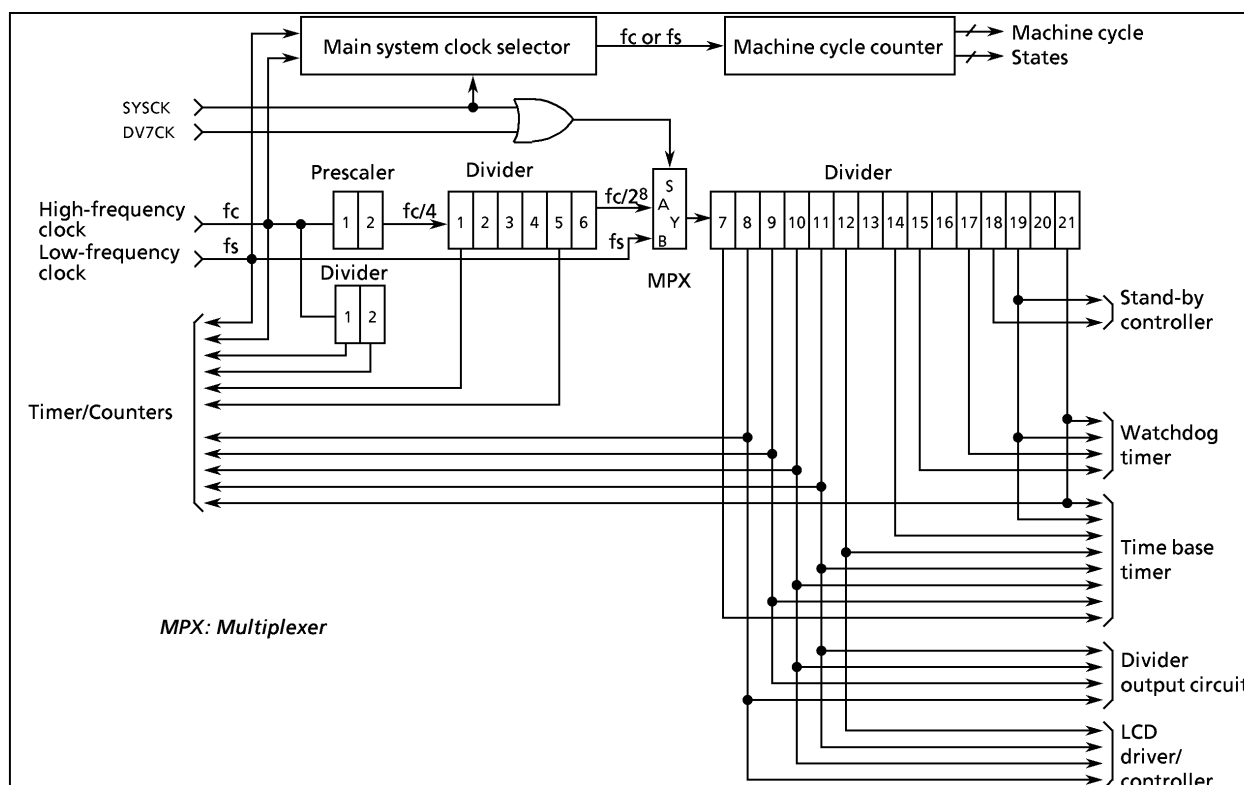 Main system clock selector
fc or fs
Machine cycle counter
Machine cycle
States
SYSCK
DV7CK
Prescaler
Divider
Divider
High-frequency
clock
fc
1 2
fc/4
1 2 3 4 5 6
fc/2⁸
S
A
Y
B
7 8 9 10 11 12 13 14 15 16 17 18 19 20 21
Low-frequency
clock
fs
fs
MPX
Divider
1 2
Stand-by
controller
Timer/Counters
Watchdog
timer
Time base
timer
MPX: Multiplexer
Divider
output circuit
LCD
driver/
controller